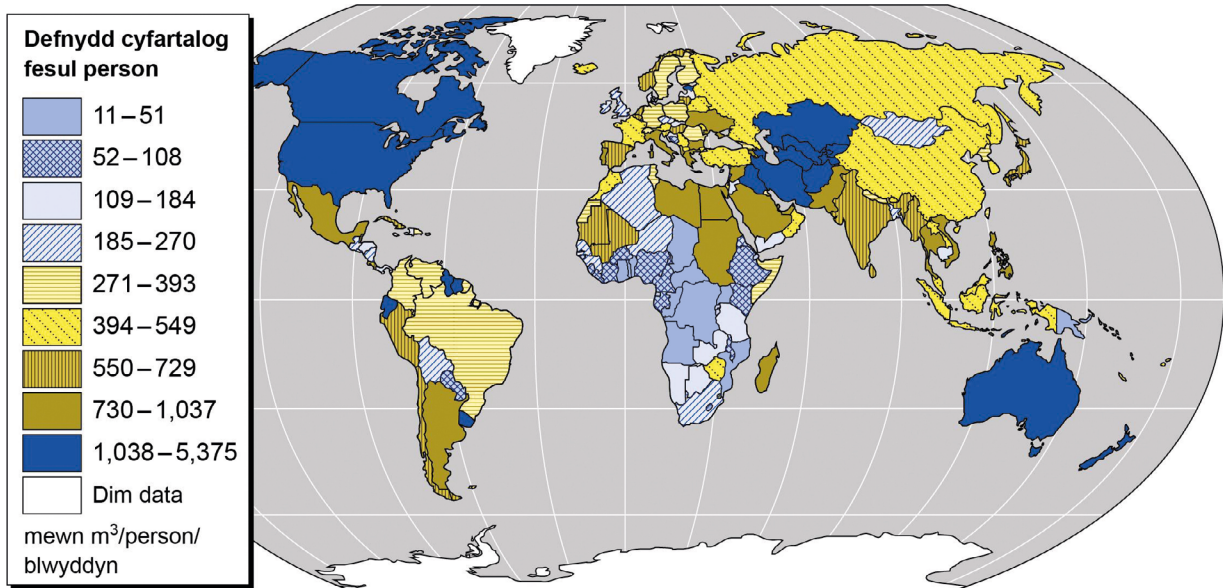 Defnydd cyfartalog
fesul person
11–51
52–108
109–184
185–270
271–393
394–549
550–729
730–1,037
1,038–5,375
Dim data
mewn m³/person/
blwyddyn